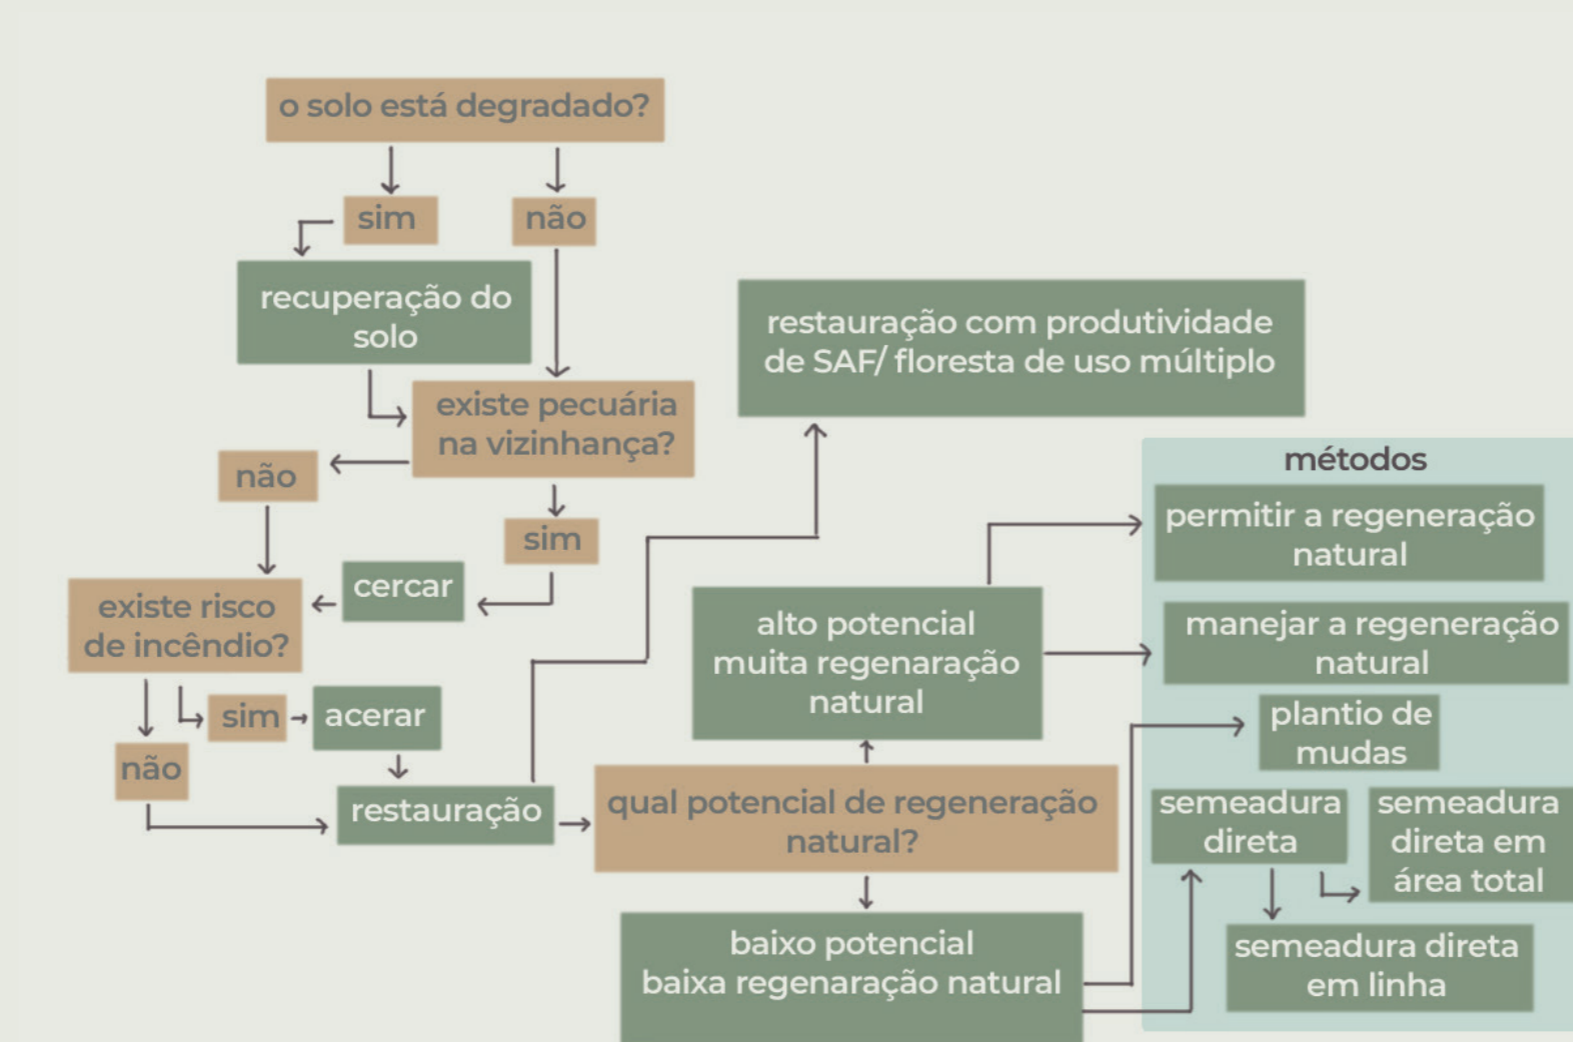 o solo está degradado?
sim
não
recuperação do
solo
existe pecuária
na vizinhança?
não
sim
cercar
existe risco
de incêndio?
sim
acerar
não
restauração
restauração com produtividade
de SAF/ floresta de uso múltiplo
qual potencial de regeneração
natural?
alto potencial
muita regenaração
natural
baixo potencial
baixa regenaração natural
métodos
permitir a regeneração
natural
manejar a regeneração
natural
plantio de
mudas
semeadura
direta
semeadura
direta em
área total
semeadura direta
em linha